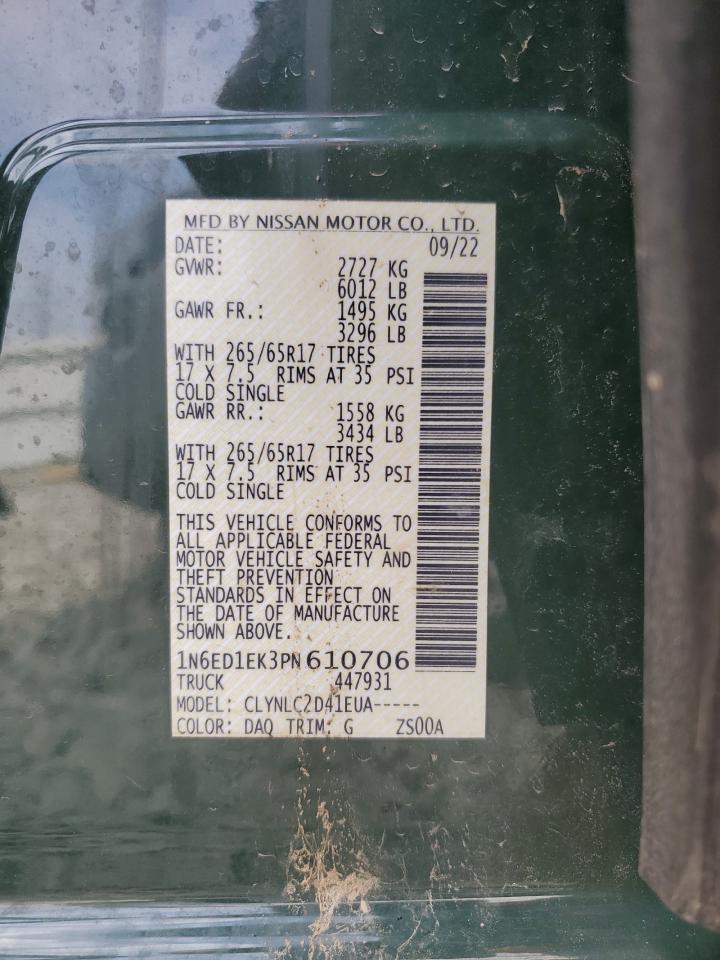 MFD BY NISSAN MOTOR CO., LTD.
DATE: 09/22
GVWR: 2727 KG
6012 LB
GAWR FR.: 1495 KG
3296 LB
WITH 265/65R17 TIRES
17 X 7.5 RIMS AT 35 PSI
COLD SINGLE
GAWR RR.: 1558 KG
3434 LB
WITH 265/65R17 TIRES
17 X 7.5 RIMS AT 35 PSI
COLD SINGLE
THIS VEHICLE CONFORMS TO
ALL APPLICABLE FEDERAL
MOTOR VEHICLE SAFETY AND
THEFT PREVENTION
STANDARDS IN EFFECT ON
THE DATE OF MANUFACTURE
SHOWN ABOVE.
1N6ED1EK3PN610706
TRUCK 447931
MODEL: CLYNLC2D41EUA-----
COLOR: DAQ TRIM: G ZS00A